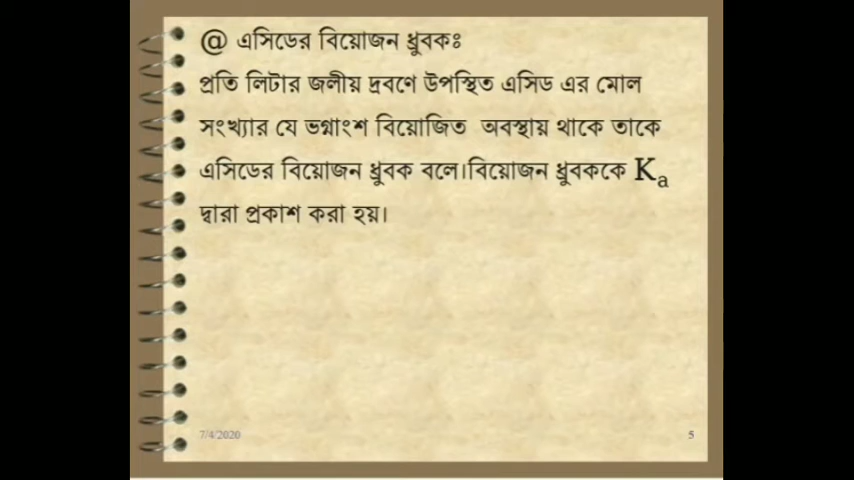 @ এসিডের বিয়োজন ধ্রুবকঃ
প্রতি লিটার জলীয় দ্রবণে উপস্থিত এসিড এর মোল
সংখ্যার যে ভগ্নাংশ বিয়োজিত অবস্থায় থাকে তাকে
এসিডের বিয়োজন ধ্রুবক বলে।বিয়োজন ধ্রুবককে Kₐ
দ্বারা প্রকাশ করা হয়।
7/4/2020 5